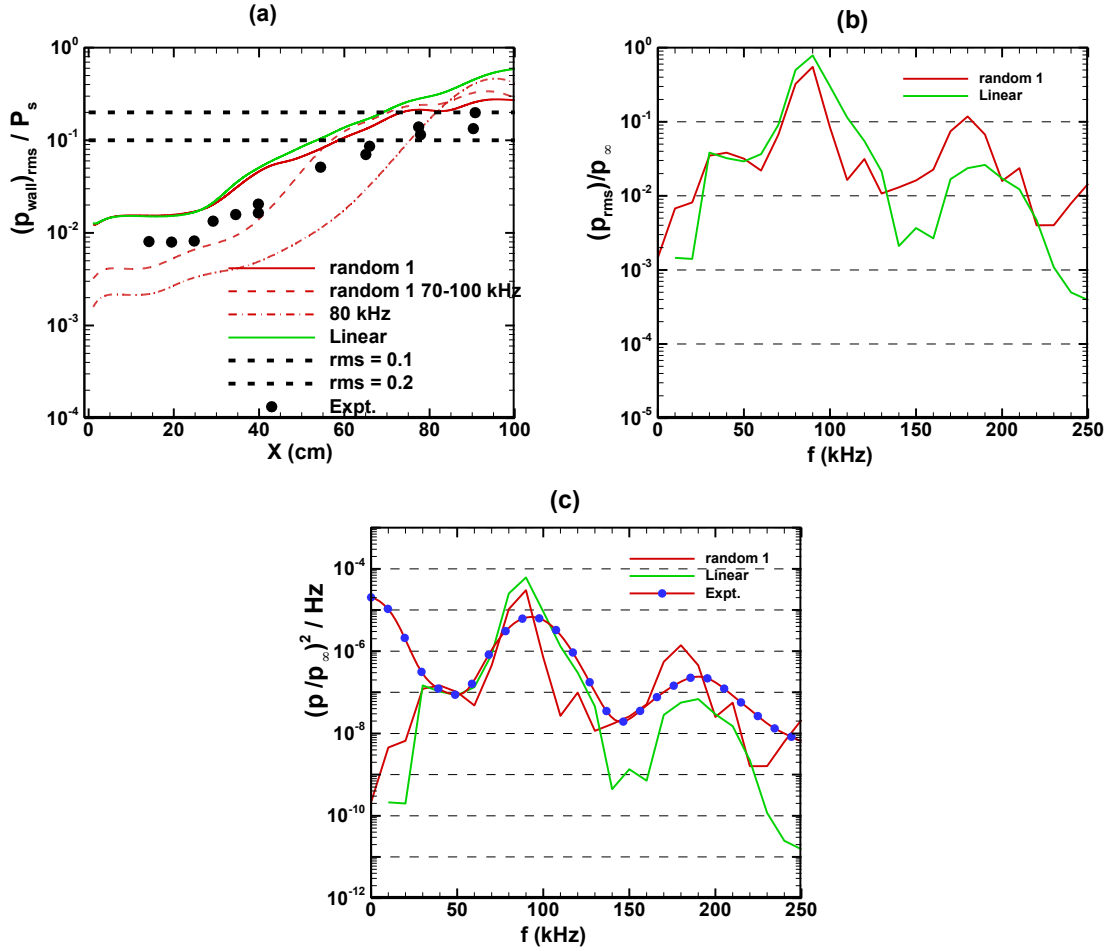 (a)
10^0
10^-1
10^-2
10^-3
10^-4
(p_wall)_rms / P_s
0 20 40 60 80 100
X (cm)
random 1
random 1 70-100 kHz
80 kHz
Linear
rms = 0.1
rms = 0.2
Expt.
(b)
10^0
10^-1
10^-2
10^-3
10^-4
10^-5
(p_rms)/p_∞
0 50 100 150 200 250
f (kHz)
random 1
Linear
(c)
10^-4
10^-6
10^-8
10^-10
10^-12
(p/p_∞)^2 / Hz
0 50 100 150 200 250
f (kHz)
random 1
Linear
Expt.